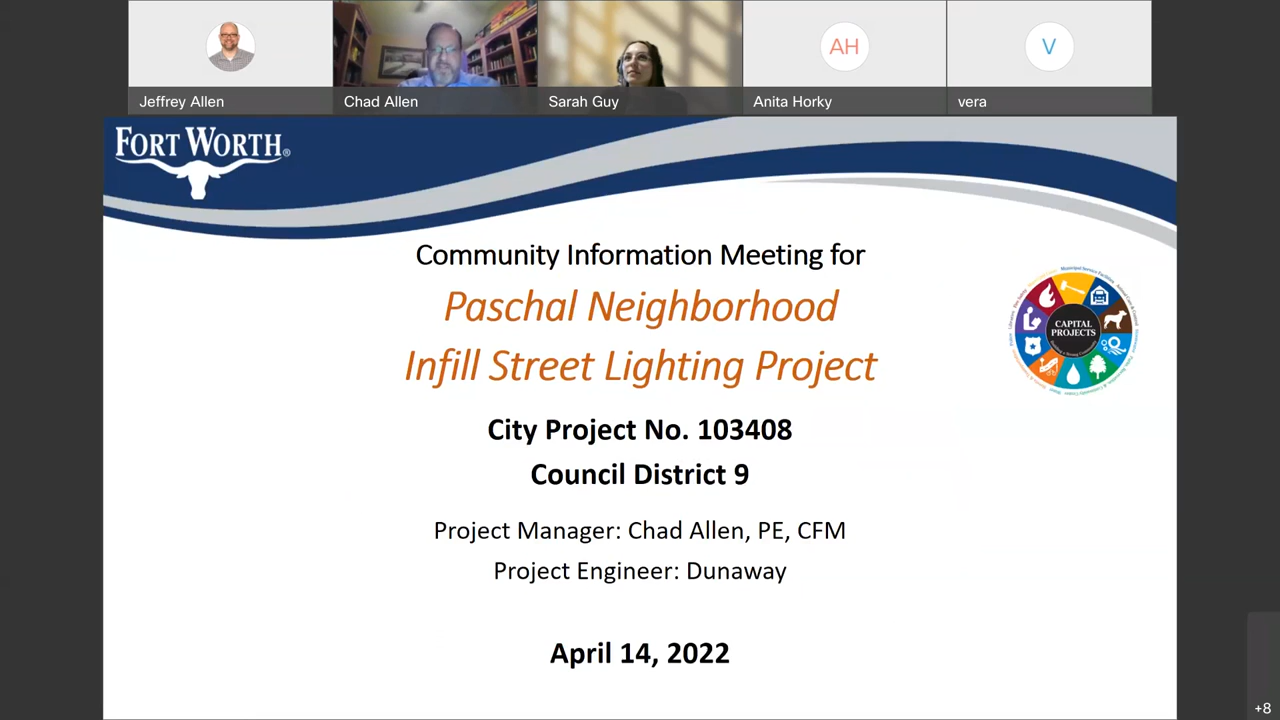 AH
V
Jeffrey Allen
Chad Allen
Sarah Guy
Anita Horky
vera
FORT WORTH®
Community Information Meeting for
Paschal Neighborhood
Infill Street Lighting Project
CAPITAL
PROJECTS
City Project No. 103408
Council District 9
Project Manager: Chad Allen, PE, CFM
Project Engineer: Dunaway
April 14, 2022
+8